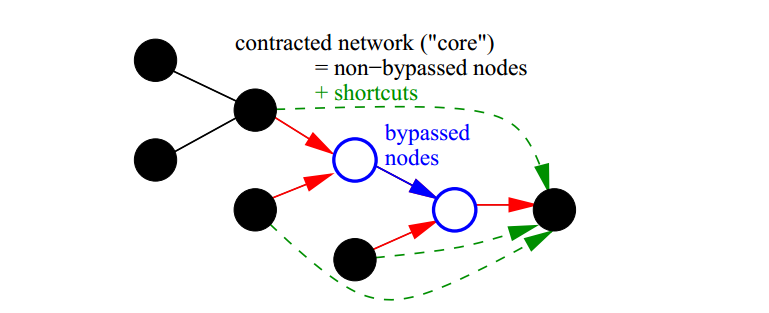 contracted network ("core")
= non−bypassed nodes
+ shortcuts
bypassed
nodes